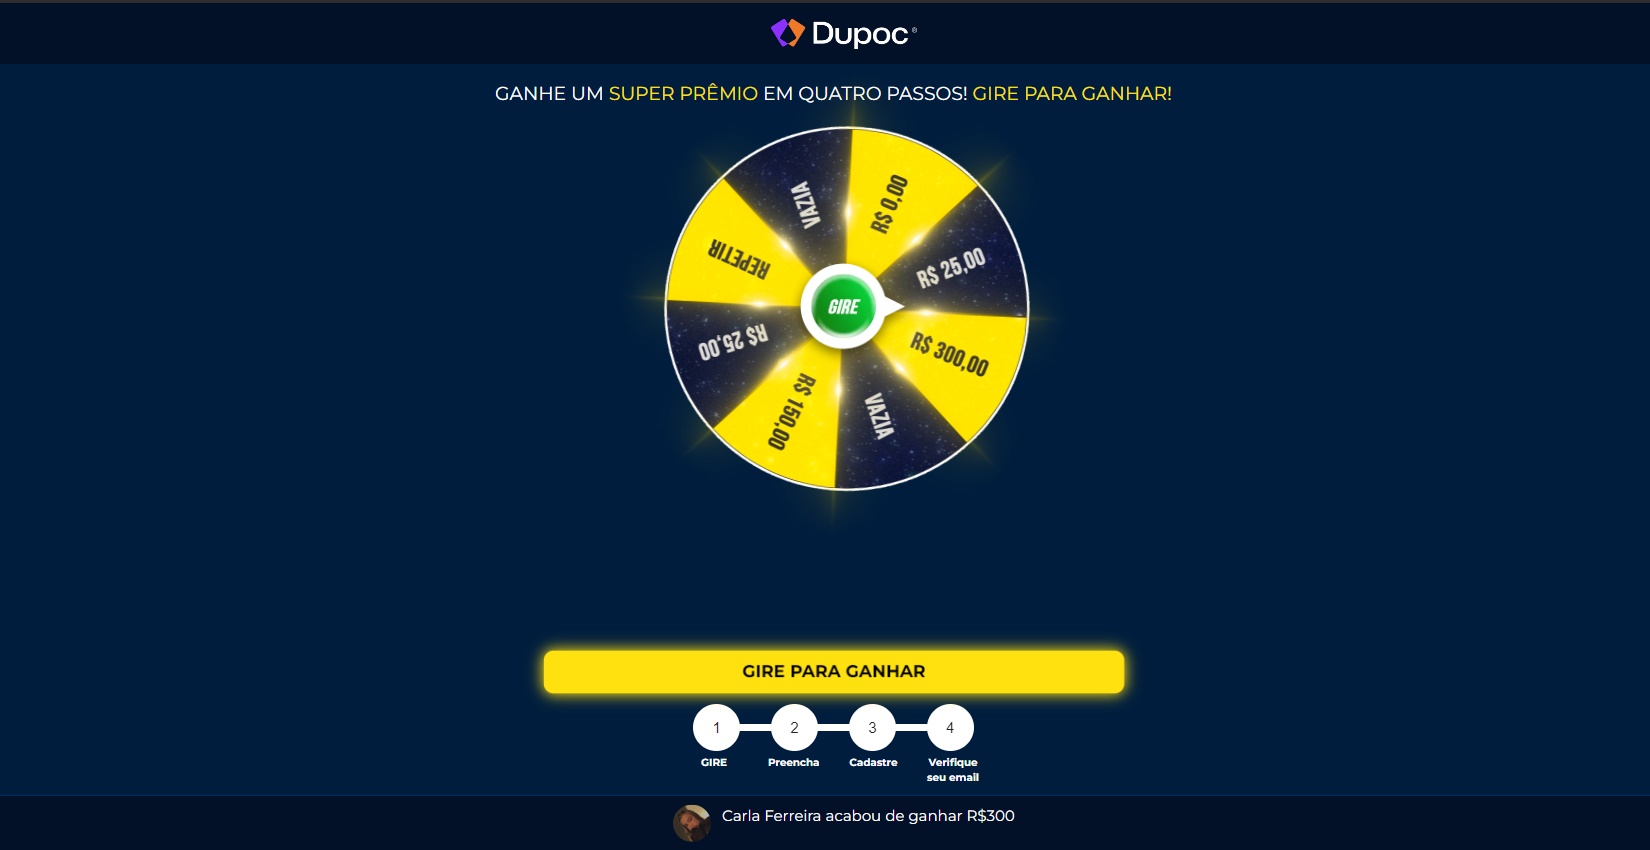 Dupoc®
GANHE UM SUPER PRÊMIO EM QUATRO PASSOS! GIRE PARA GANHAR!
VAZIA
R$ 0,00
R$ 25,00
R$ 300,00
VAZIA
R$ 150,00
R$ 25,00
REPETIR
GIRE
GIRE PARA GANHAR
1 2 3 4
GIRE Preencha Cadastre Verifique
seu email
Carla Ferreira acabou de ganhar R$300